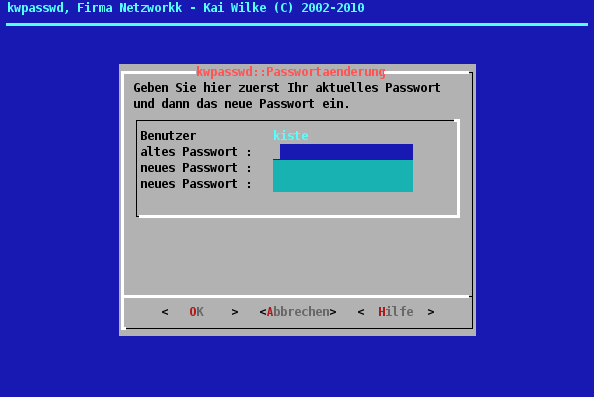 kwpasswd, Firma Netzworkk - Kai Wilke (C) 2002-2010
kwpasswd::Passwortaenderung
Geben Sie hier zuerst Ihr aktuelles Passwort
und dann das neue Passwort ein.
Benutzer kiste
altes Passwort :
neues Passwort :
neues Passwort :
< OK > <Abbrechen> < Hilfe >